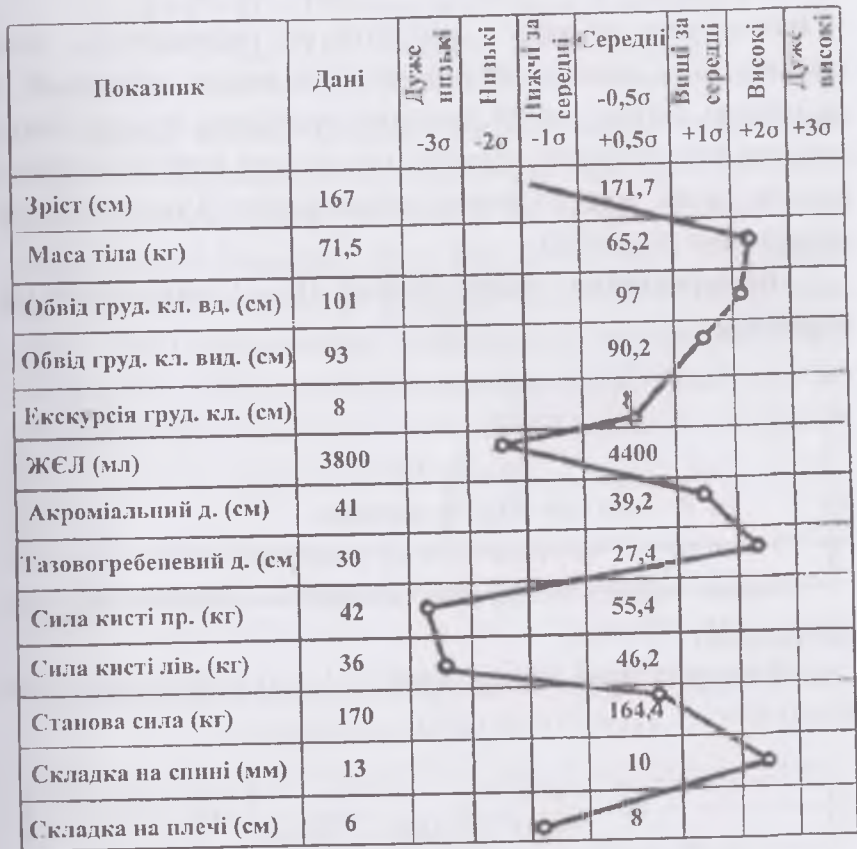 Показник Дані Дуже низькі Низькі Нижчі за середні Середні Вищі за середні Високі Дуже високі
-3σ -2σ -1σ -0,5σ +0,5σ +1σ +2σ +3σ
Зріст (см) 167 171,7
Маса тіла (кг) 71,5 65,2
Обвід груд. кл. вд. (см) 101 97
Обвід груд. кл. вид. (см) 93 90,2
Екскурсія груд. кл. (см) 8 8
ЖЄЛ (мл) 3800 4400
Акроміальний д. (см) 41 39,2
Тазовогребеневий д. (см 30 27,4
Сила кисті пр. (кг) 42 55,4
Сила кисті лів. (кг) 36 46,2
Станова сила (кг) 170 164,4
Складка на спині (мм) 13 10
Складка на плечі (см) 6 8